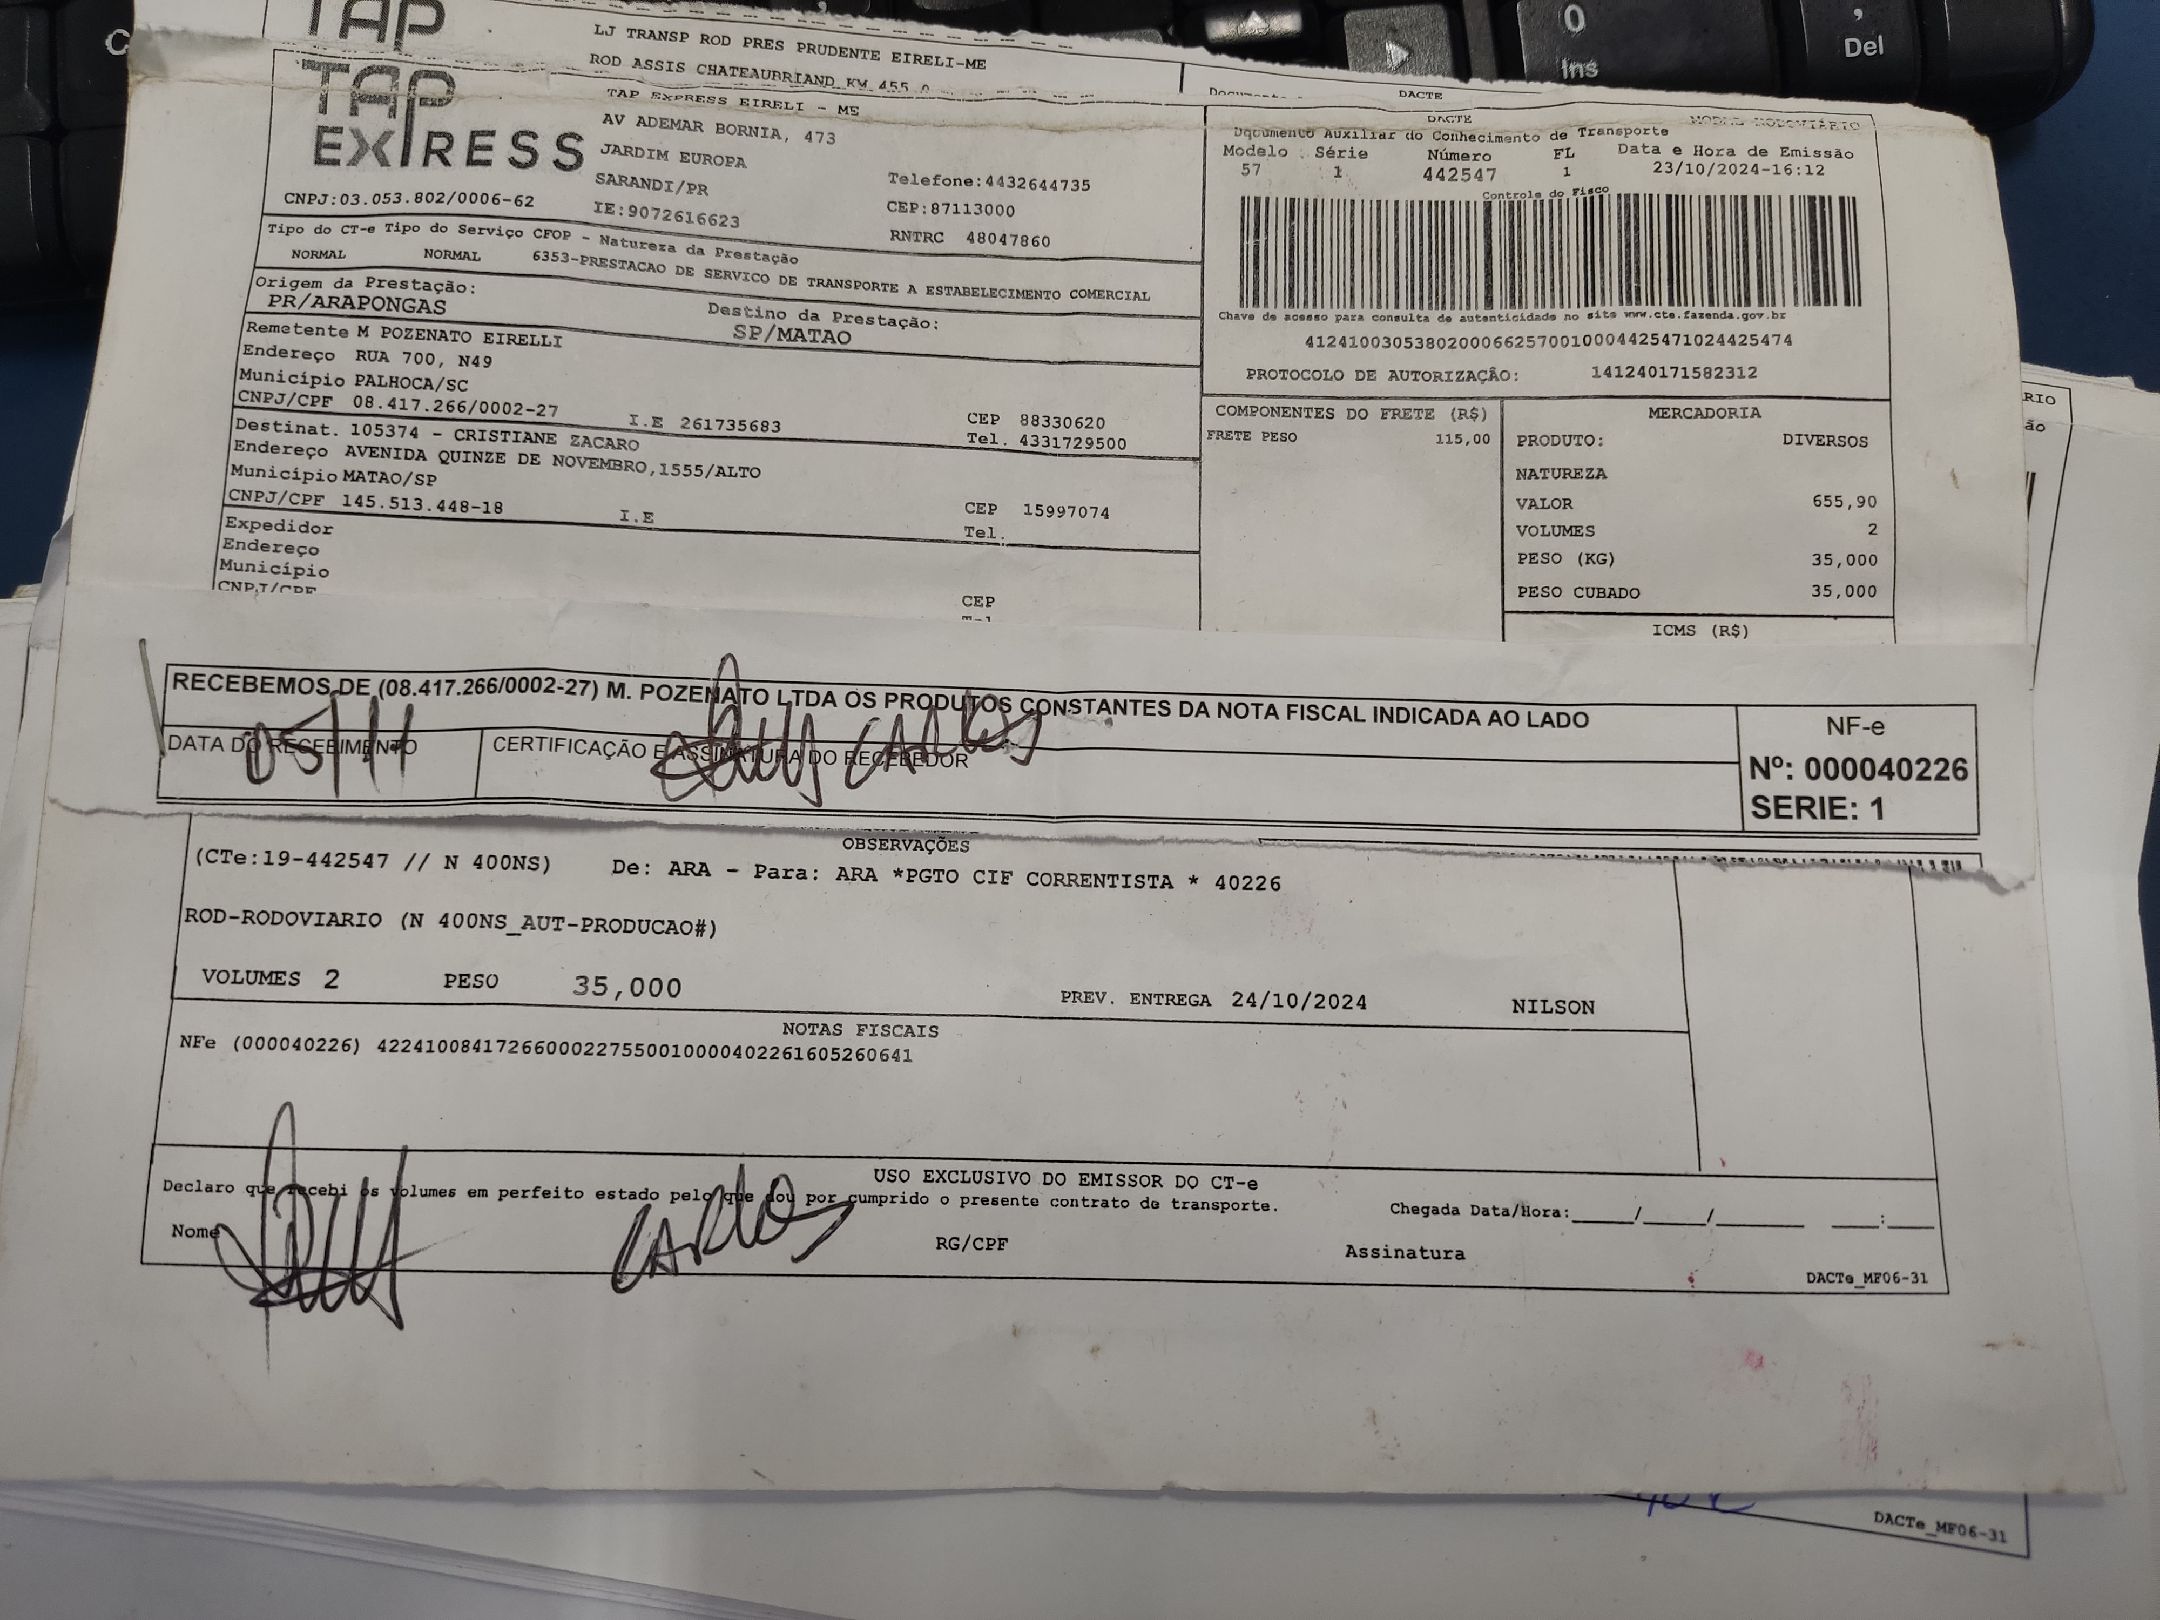 TAP
LJ TRANSP ROD PRES PRUDENTE EIRELI-ME
ROD ASSIS CHATEAUBRIAND KM 455
DACTE
TAP EXPRESS
TAP EXPRESS EIRELI - ME
AV ADEMAR BORNIA, 473
JARDIM EUROPA
SARANDI/PR
Telefone:4432644735
CEP:87113000
CNPJ:03.053.802/0006-62
IE:9072616623
RNTRC 48047860
DACTE
MODAL RODOVIÁRIO
Documento Auxiliar do Conhecimento de Transporte
Modelo Série Número FL Data e Hora de Emissão
57 1 442547 1 23/10/2024-16:12
Controle do Fisco
Chave de acesso para consulta de autenticidade no site www.cte.fazenda.gov.br
41241003053802000662570010004425471024425474
PROTOCOLO DE AUTORIZAÇÃO: 141240171582312
Tipo do CT-e Tipo do Serviço CFOP - Natureza da Prestação
NORMAL NORMAL 6353-PRESTACAO DE SERVICO DE TRANSPORTE A ESTABELECIMENTO COMERCIAL
Origem da Prestação: Destino da Prestação:
PR/ARAPONGAS SP/MATAO
Remetente M POZENATO EIRELLI
Endereço RUA 700, N49
Município PALHOCA/SC CEP 88330620
CNPJ/CPF 08.417.266/0002-27 I.E 261735683 Tel. 4331729500
Destinat. 105374 - CRISTIANE ZACARO
Endereço AVENIDA QUINZE DE NOVEMBRO,1555/ALTO
Município MATAO/SP CEP 15997074
CNPJ/CPF 145.513.448-18 I.E Tel.
Expedidor
Endereço
Município CEP
CNPJ/CPF Tel
COMPONENTES DO FRETE (R$)
FRETE PESO 115,00
MERCADORIA
PRODUTO: DIVERSOS
NATUREZA
VALOR 655,90
VOLUMES 2
PESO (KG) 35,000
PESO CUBADO 35,000
ICMS (R$)
RECEBEMOS DE (08.417.266/0002-27) M. POZENATO LTDA OS PRODUTOS CONSTANTES DA NOTA FISCAL INDICADA AO LADO
DATA DO RECEBIMENTO
05/11
CERTIFICAÇÃO E ASSINATURA DO RECEBEDOR
CARLOS
NF-e
Nº: 000040226
SERIE: 1
OBSERVAÇÕES
(CTe:19-442547 // N 400NS) De: ARA - Para: ARA *PGTO CIF CORRENTISTA * 40226
ROD-RODOVIARIO (N 400NS_AUT-PRODUCAO#)
VOLUMES 2 PESO 35,000 PREV. ENTREGA 24/10/2024 NILSON
NOTAS FISCAIS
NFe (000040226) 42241008417266000227550010000402261605260641
USO EXCLUSIVO DO EMISSOR DO CT-e
Declaro que recebi os volumes em perfeito estado pelo que dou por cumprido o presente contrato de transporte.
Chegada Data/Hora:____/____/______ ___:___
Nome CARLOS RG/CPF Assinatura
DACTe_MF06-31
DACTe_MF06-31